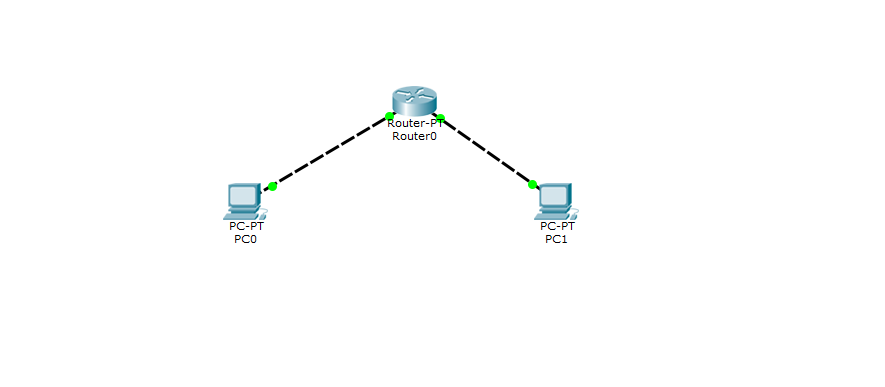 Router-PT
Router0
PC-PT
PC0
PC-PT
PC1